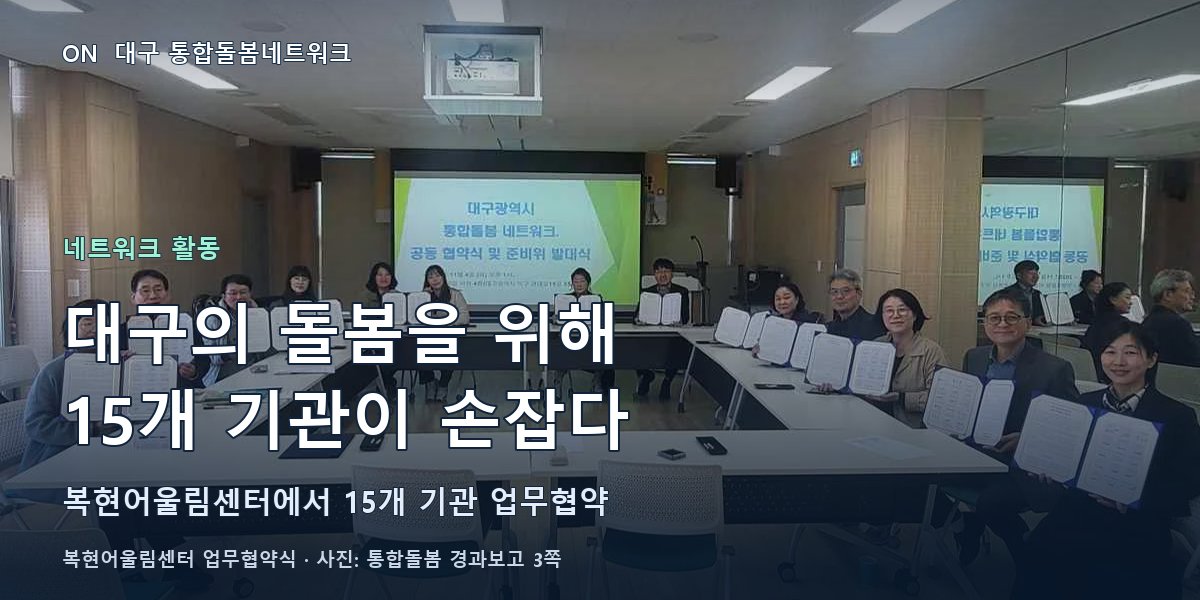 ON 대구 통합돌봄네트워크
대구광역시
통합돌봄 네트워크
공동 협약식 및 준비위 발대식
네트워크 활동
대구의 돌봄을 위해
15개 기관이 손잡다
복현어울림센터에서 15개 기관 업무협약
복현어울림센터 업무협약식 · 사진: 통합돌봄 경과보고 3쪽